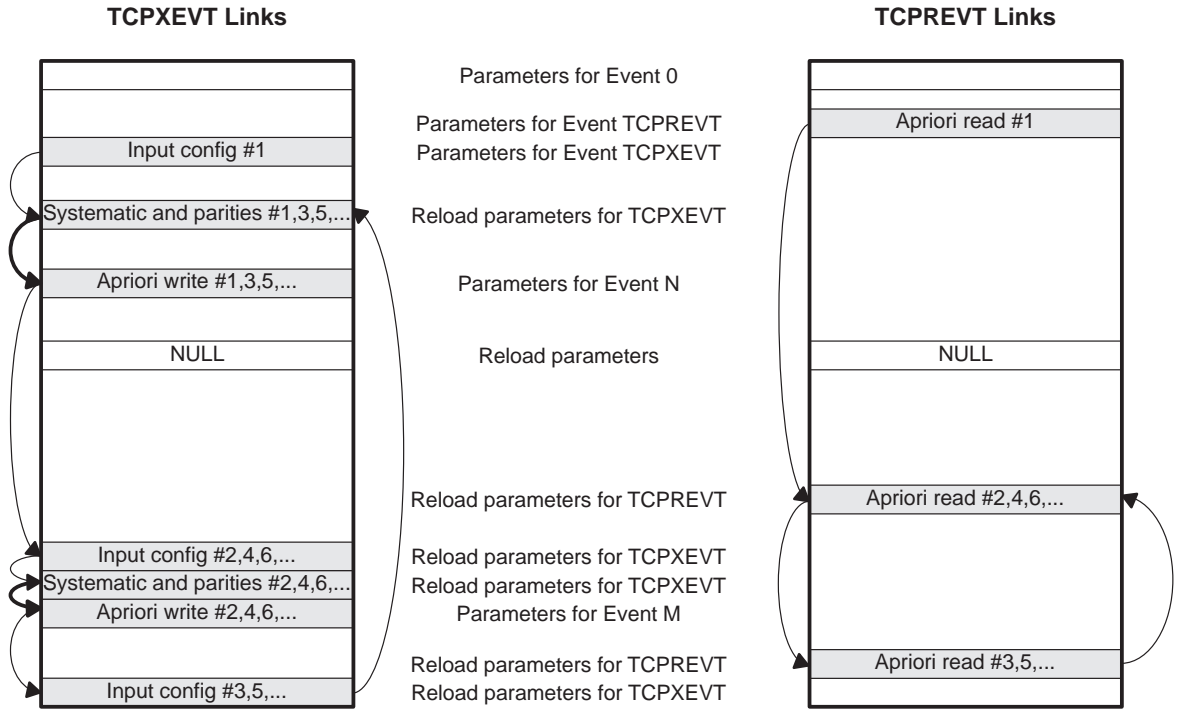 TCPXEVT Links
TCPREVT Links
Parameters for Event 0
Parameters for Event TCPREVT
Apriori read #1
Input config #1
Parameters for Event TCPXEVT
Systematic and parities #1,3,5,...
Reload parameters for TCPXEVT
Apriori write #1,3,5,...
Parameters for Event N
NULL
Reload parameters
NULL
Reload parameters for TCPREVT
Apriori read #2,4,6,...
Input config #2,4,6,...
Reload parameters for TCPXEVT
Systematic and parities #2,4,6,...
Reload parameters for TCPXEVT
Apriori write #2,4,6,...
Parameters for Event M
Reload parameters for TCPREVT
Apriori read #3,5,...
Input config #3,5,...
Reload parameters for TCPXEVT